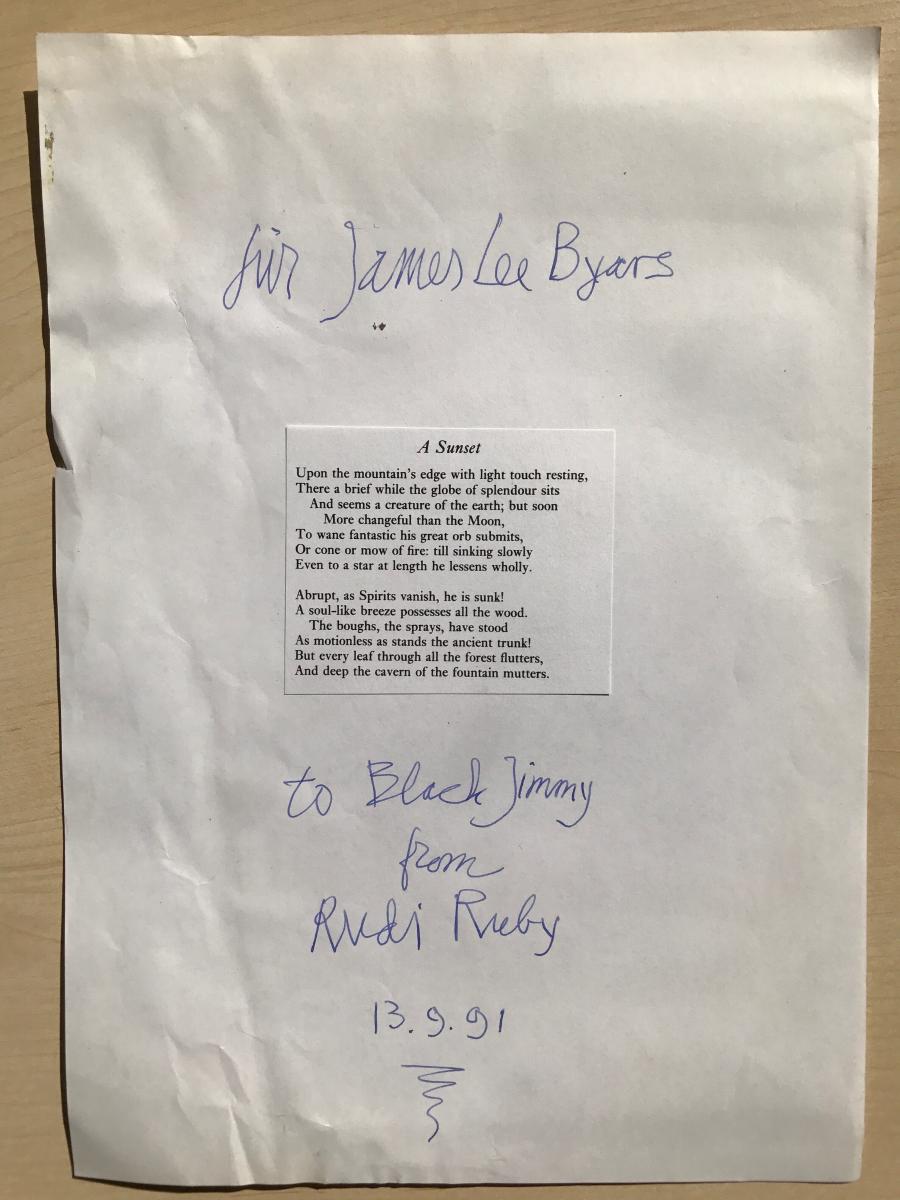 für James Lee Byars
A Sunset
Upon the mountain's edge with light touch resting,
There a brief while the globe of splendour sits
And seems a creature of the earth; but soon
More changeful than the Moon,
To wane fantastic his great orb submits,
Or cone or mow of fire: till sinking slowly
Even to a star at length he lessens wholly.
Abrupt, as Spirits vanish, he is sunk!
A soul-like breeze possesses all the wood.
The boughs, the sprays, have stood
As motionless as stands the ancient trunk!
But every leaf through all the forest flutters,
And deep the cavern of the fountain mutters.
to Black Jimmy
from
Rudi Ruby
13.9.91